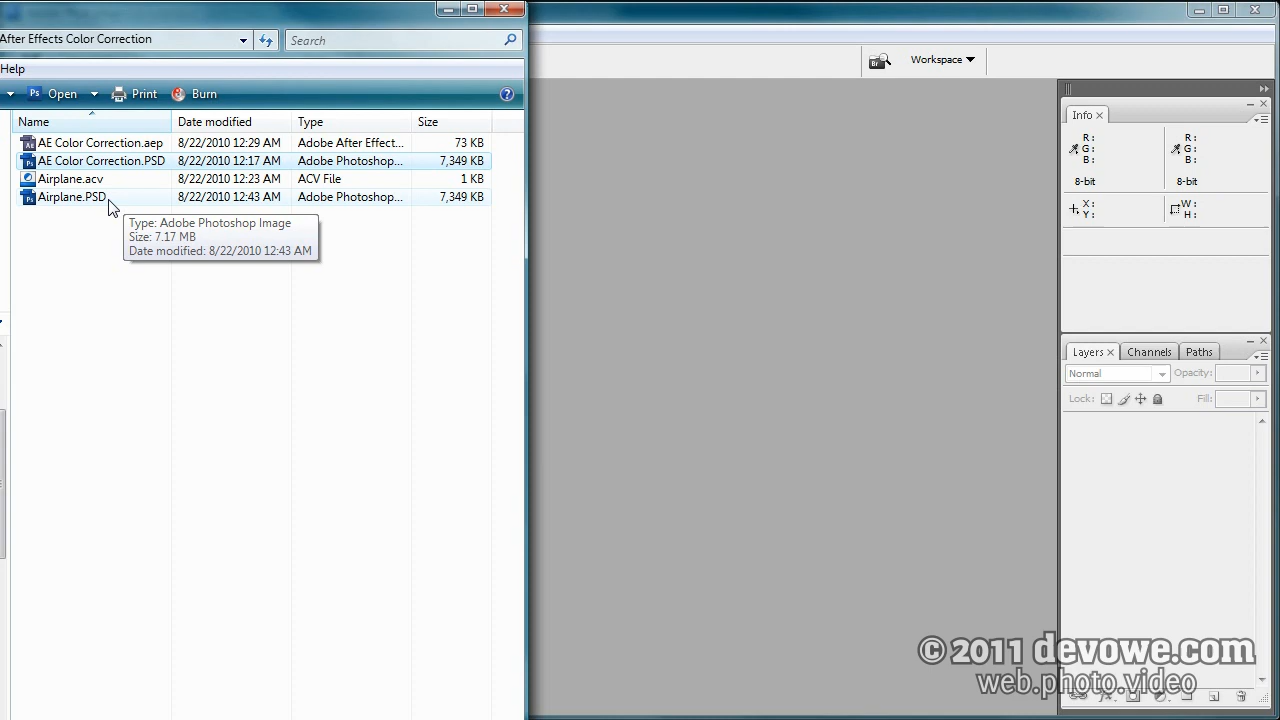 After Effects Color Correction
Search
Help
Open
Print
Burn
Name
Date modified
Type
Size
AE Color Correction.aep 8/22/2010 12:29 AM Adobe After Effect... 73 KB
AE Color Correction.PSD 8/22/2010 12:17 AM Adobe Photoshop... 7,349 KB
Airplane.acv 8/22/2010 12:23 AM ACV File 1 KB
Airplane.PSD 8/22/2010 12:43 AM Adobe Photoshop... 7,349 KB
Type: Adobe Photoshop Image
Size: 7.17 MB
Date modified: 8/22/2010 12:43 AM
Workspace
Info
R: R:
G: G:
B: B:
8-bit 8-bit
X: W:
Y: H:
Layers Channels Paths
Normal Opacity:
Lock: Fill:
© 2011 devowe.com
web.photo.video